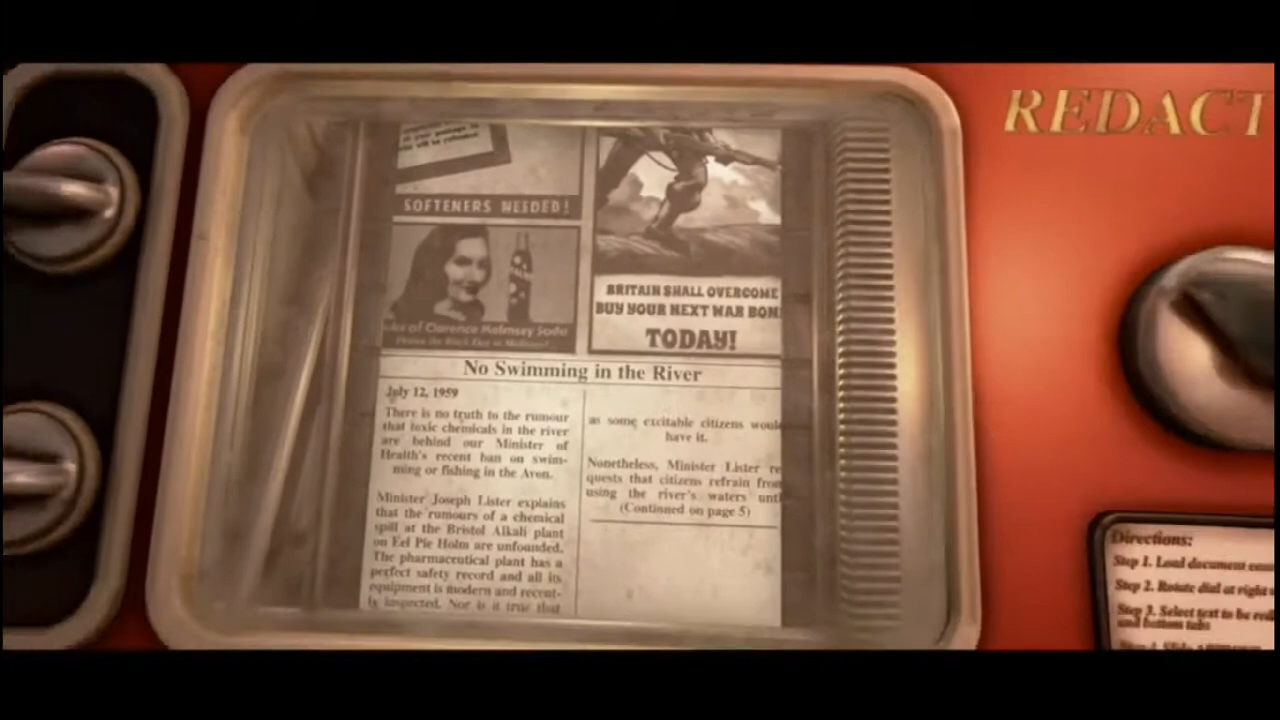 REDACT
SOFTENERS NEEDED!
of Clarence Malmsey Soda
BRITAIN SHALL OVERCOME
BUY YOUR NEXT WAR BON
TODAY!
No Swimming in the River
July 12, 1959
There is no truth to the rumour
that toxic chemicals in the river
are behind our Minister of
Health's recent ban on swim-
ming or fishing in the Avon.
Minister Joseph Lister explains
that the rumours of a chemical
spill at the Bristol Alkali plant
on Eel Pie Holm are unfounded.
The pharmaceutical plant has a
perfect safety record and all its
equipment is modern and recent-
ly inspected. Nor is it true that
as some excitable citizens woul
have it.
Nonetheless, Minister Lister re
quests that citizens refrain from
using the river's waters unt
(Continued on page 5)
Directions:
Step 1. Load document
Step 2. Rotate dial at right
Step 3. Select text to be
and bottom tabs